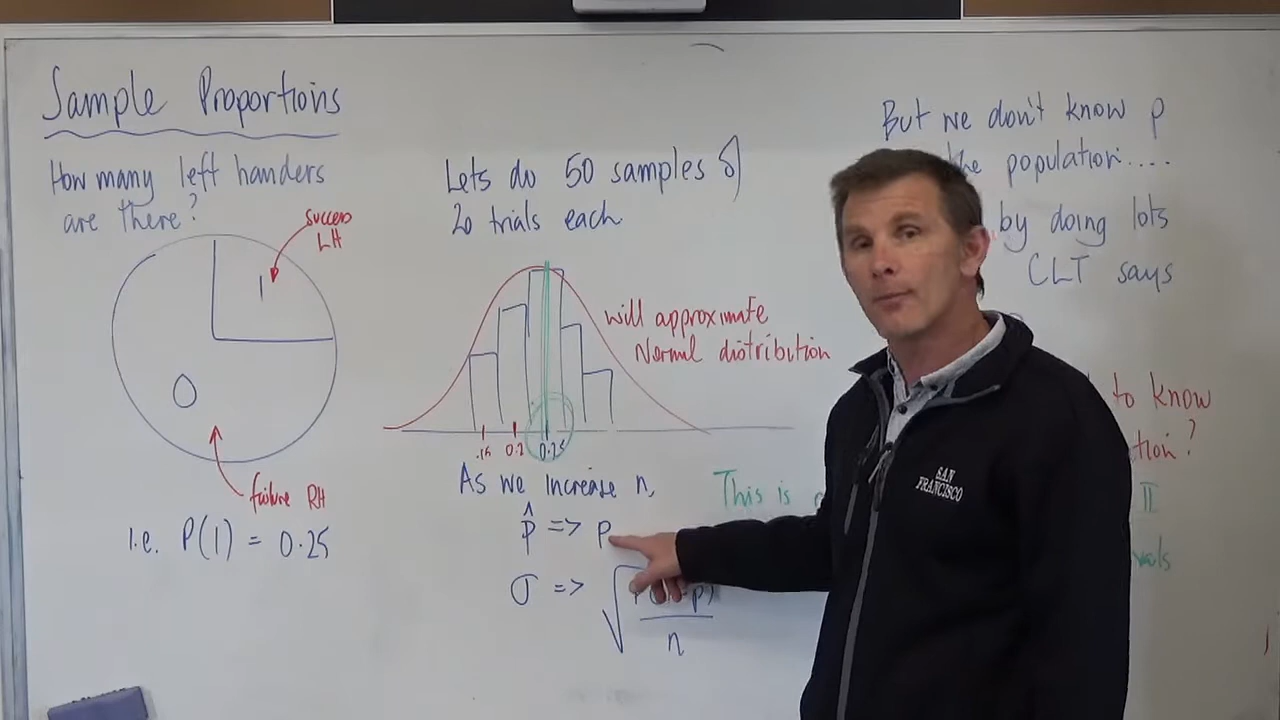 Sample Proportions
How many left handers
are there?
success
LH
1
0
failure RH
i.e. P(1) = 0.25
Lets do 50 samples of
20 trials each
will approximate
Normal distribution
.15 0.2 0.25
As we increase n,
p̂ => p
σ => √
p)
n
But we don't know p
the population....
by doing lots
CLT says
to know
This is
II
SAN
FRANCISCO